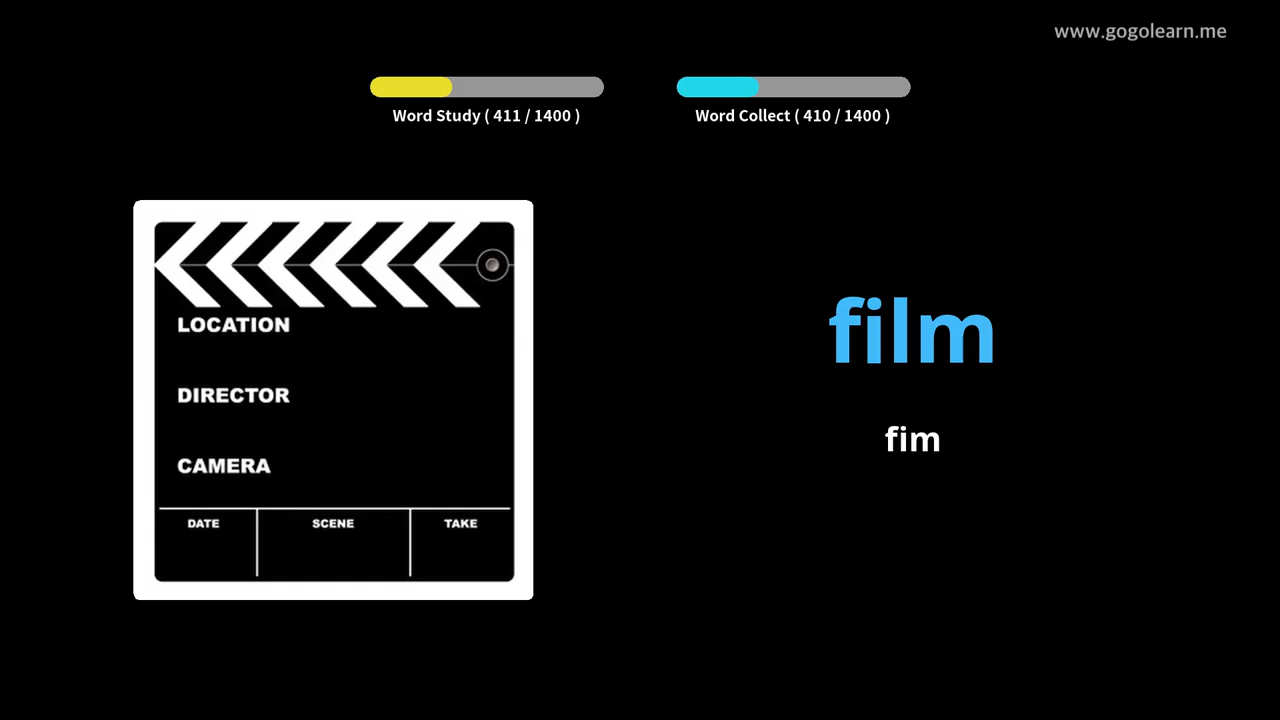 www.gogolearn.me
Word Study ( 411 / 1400 )
Word Collect ( 410 / 1400 )
LOCATION
DIRECTOR
CAMERA
DATE
SCENE
TAKE
film
fim